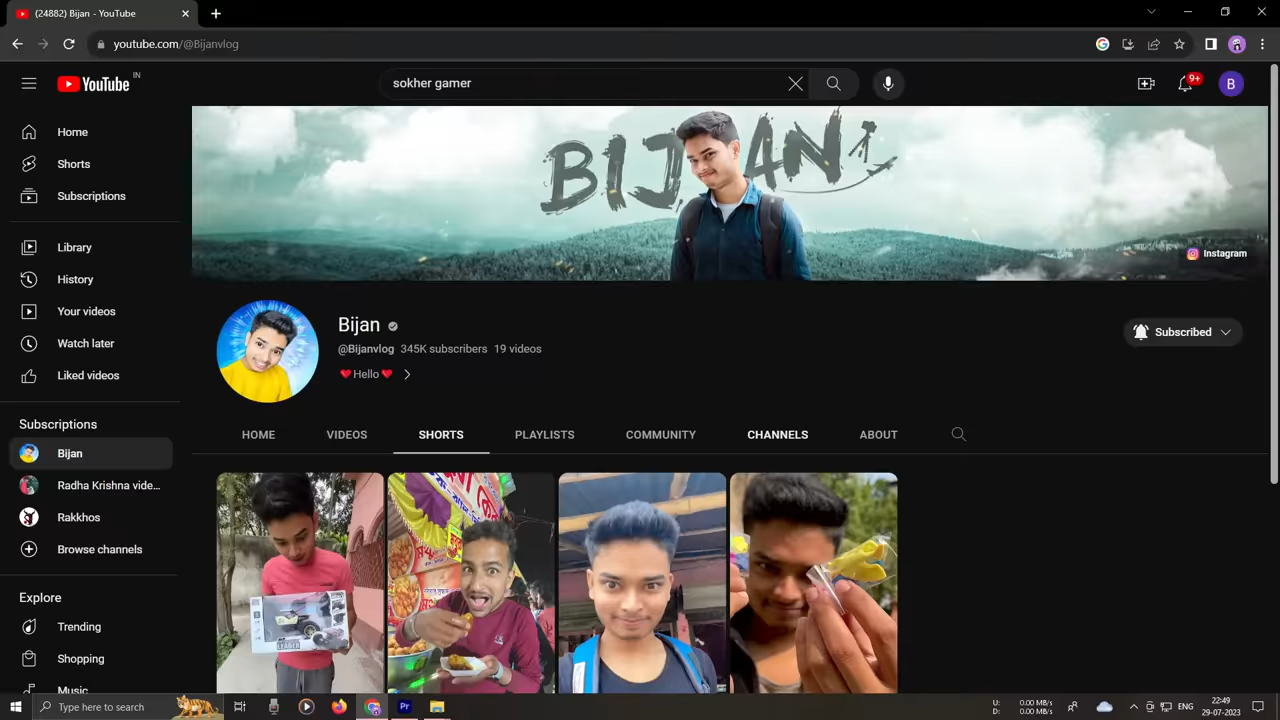 (24882) Bijan - YouTube
youtube.com/@Bijanvlog
YouTube IN
sokher gamer
9+
B
Home
Shorts
Subscriptions
Library
History
Your videos
Watch later
Liked videos
Subscriptions
Bijan
Radha Krishna vide...
Rakkhos
Browse channels
Explore
Trending
Shopping
Music
BIJAN
Instagram
Bijan
@Bijanvlog 345K subscribers 19 videos
❤️Hello❤️
Subscribed
HOME VIDEOS SHORTS PLAYLISTS COMMUNITY CHANNELS ABOUT
Type here to search
Pr
U: 0.00 MB/s
D: 0.00 MB/s
ENG
22:49
29-07-2023